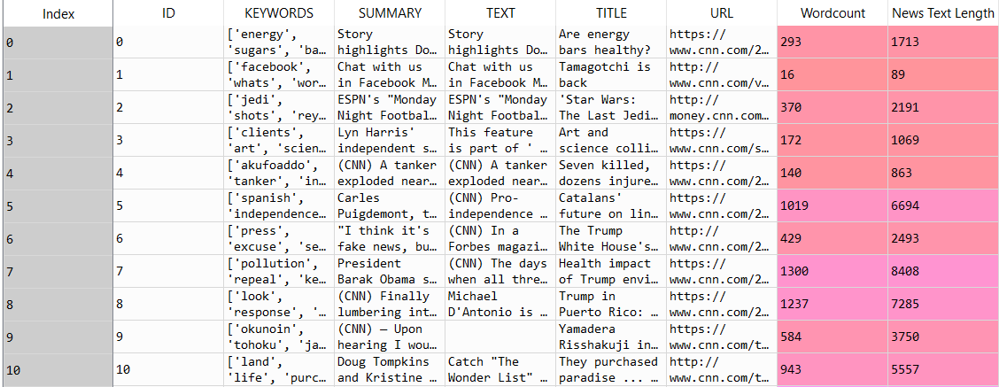 Index ID KEYWORDS SUMMARY TEXT TITLE URL Wordcount News Text Length
0 0 ['energy', 'sugars', 'ba… Story highlights Do… Story highlights Do… Are energy bars healthy? https://www.cnn.com/2… 293 1713
1 1 ['facebook', 'whats', 'wor… Chat with us in Facebook M… Chat with us in Facebook M… Tamagotchi is back http://www.cnn.com/v… 16 89
2 2 ['jedi', 'shots', 'rey… ESPN's "Monday Night Footbal… ESPN's "Monday Night Footbal… 'Star Wars: The Last Jedi… http://money.cnn.com… 370 2191
3 3 ['clients', 'art', 'scien… Lyn Harris' independent s… This feature is part of '… Art and science colli… https://www.cnn.com/s… 172 1069
4 4 ['akufoaddo', 'tanker', 'in… (CNN) A tanker exploded near… (CNN) A tanker exploded near… Seven killed, dozens injure… https://www.cnn.com/2… 140 863
5 5 ['spanish', 'independence… Carles Puigdemont, t… (CNN) Pro-independence … Catalans' future on lin… https://www.cnn.com/2… 1019 6694
6 6 ['press', 'excuse', 'se… "I think it's fake news, bu… (CNN) In a Forbes magazi… The Trump White House's… https://www.cnn.com/2… 429 2493
7 7 ['pollution', 'repeal', 'ke… President Barak Obama s… (CNN) The days when all thre… Health impact of Trump envi… https://www.cnn.com/2… 1300 8408
8 8 ['look', 'response', '… (CNN) Finally lumbering int… Michael D'Antonio is … Trump in Puerto Rico: … https://www.cnn.com/2… 1237 7285
9 9 ['okunoin', 'tohoku', 'ja… (CNN) — Upon hearing I wou… Yamadera Risshakuji in… https://www.cnn.com/t… 584 3750
10 10 ['land', 'life', 'purc… Doug Tompkins and Kristine … Catch "The Wonder List" … They purchased paradise ... … http://www.cnn.com/t… 943 5557